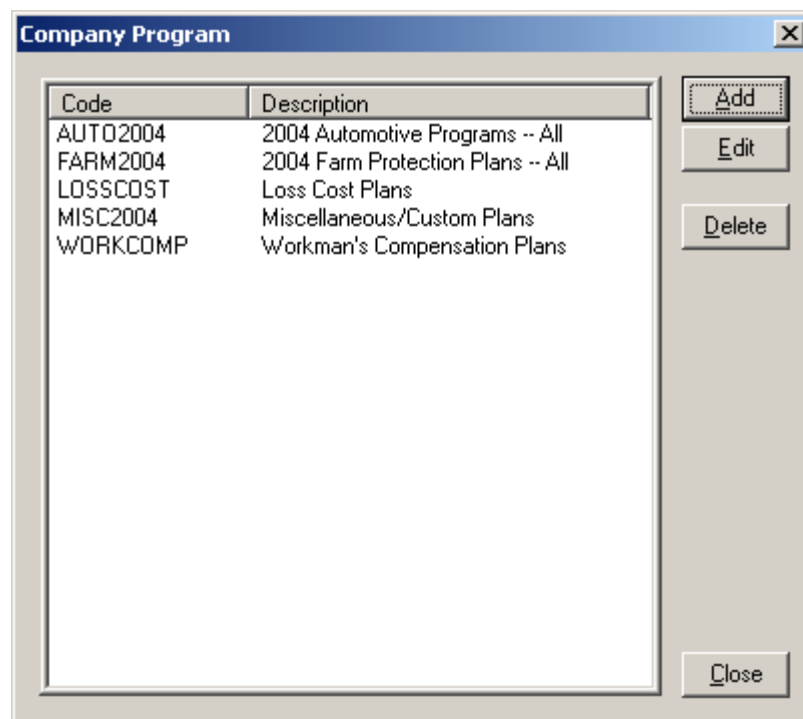 Company Program
Code Description
AUTO2004 2004 Automotive Programs -- All
FARM2004 2004 Farm Protection Plans -- All
LOSSCOST Loss Cost Plans
MISC2004 Miscellaneous/Custom Plans
WORKCOMP Workman's Compensation Plans
Add
Edit
Delete
Close